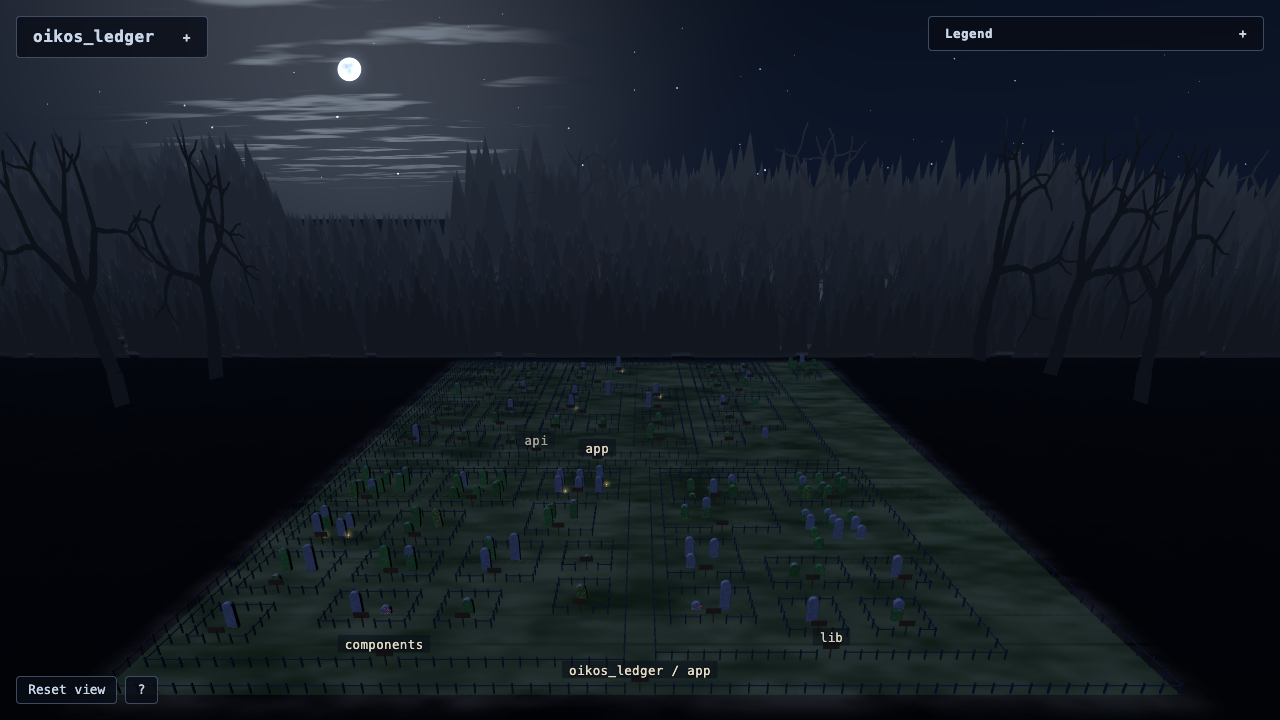 oikos_ledger +
Legend +
api
app
components
lib
oikos_ledger / app
Reset view ?